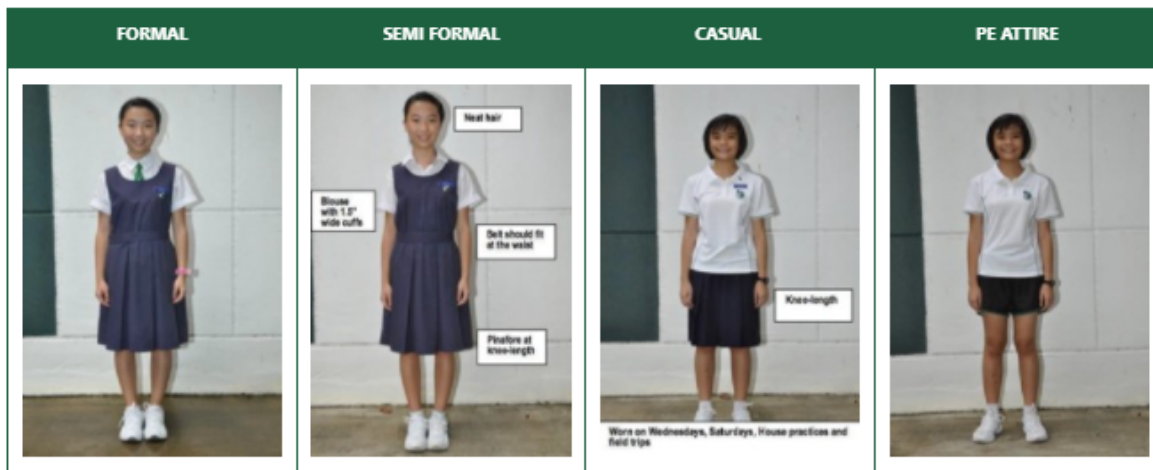 FORMAL
SEMI FORMAL
CASUAL
PE ATTIRE
Neat hair
Blouse
with 1.5"
wide cuffs
Belt should fit
at the waist
Pinafore at
knee-length
Knee-length
Worn on Wednesdays, Saturdays, House practices and
field trips